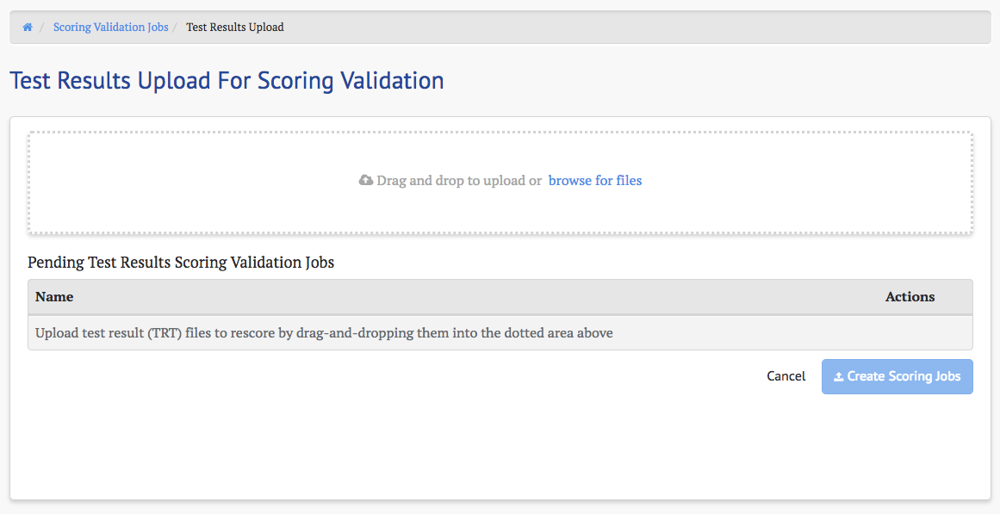 / Scoring Validation Jobs / Test Results Upload
Test Results Upload For Scoring Validation
Drag and drop to upload or browse for files
Pending Test Results Scoring Validation Jobs
Name Actions
Upload test result (TRT) files to rescore by drag-and-dropping them into the dotted area above
Cancel Create Scoring Jobs